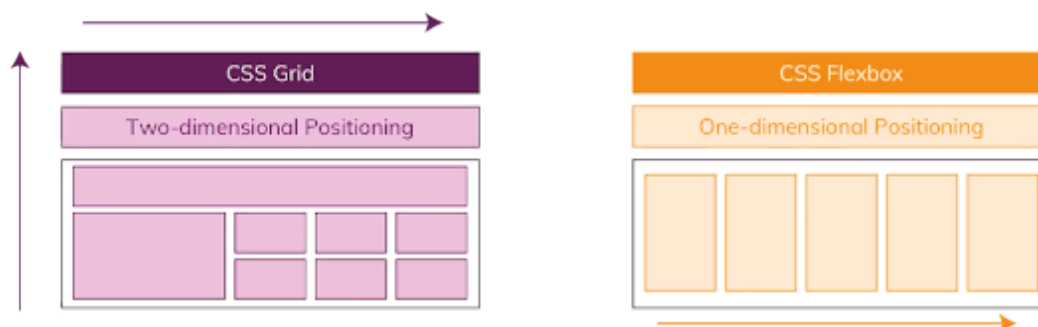 CSS Grid
Two-dimensional Positioning
CSS Flexbox
One-dimensional Positioning